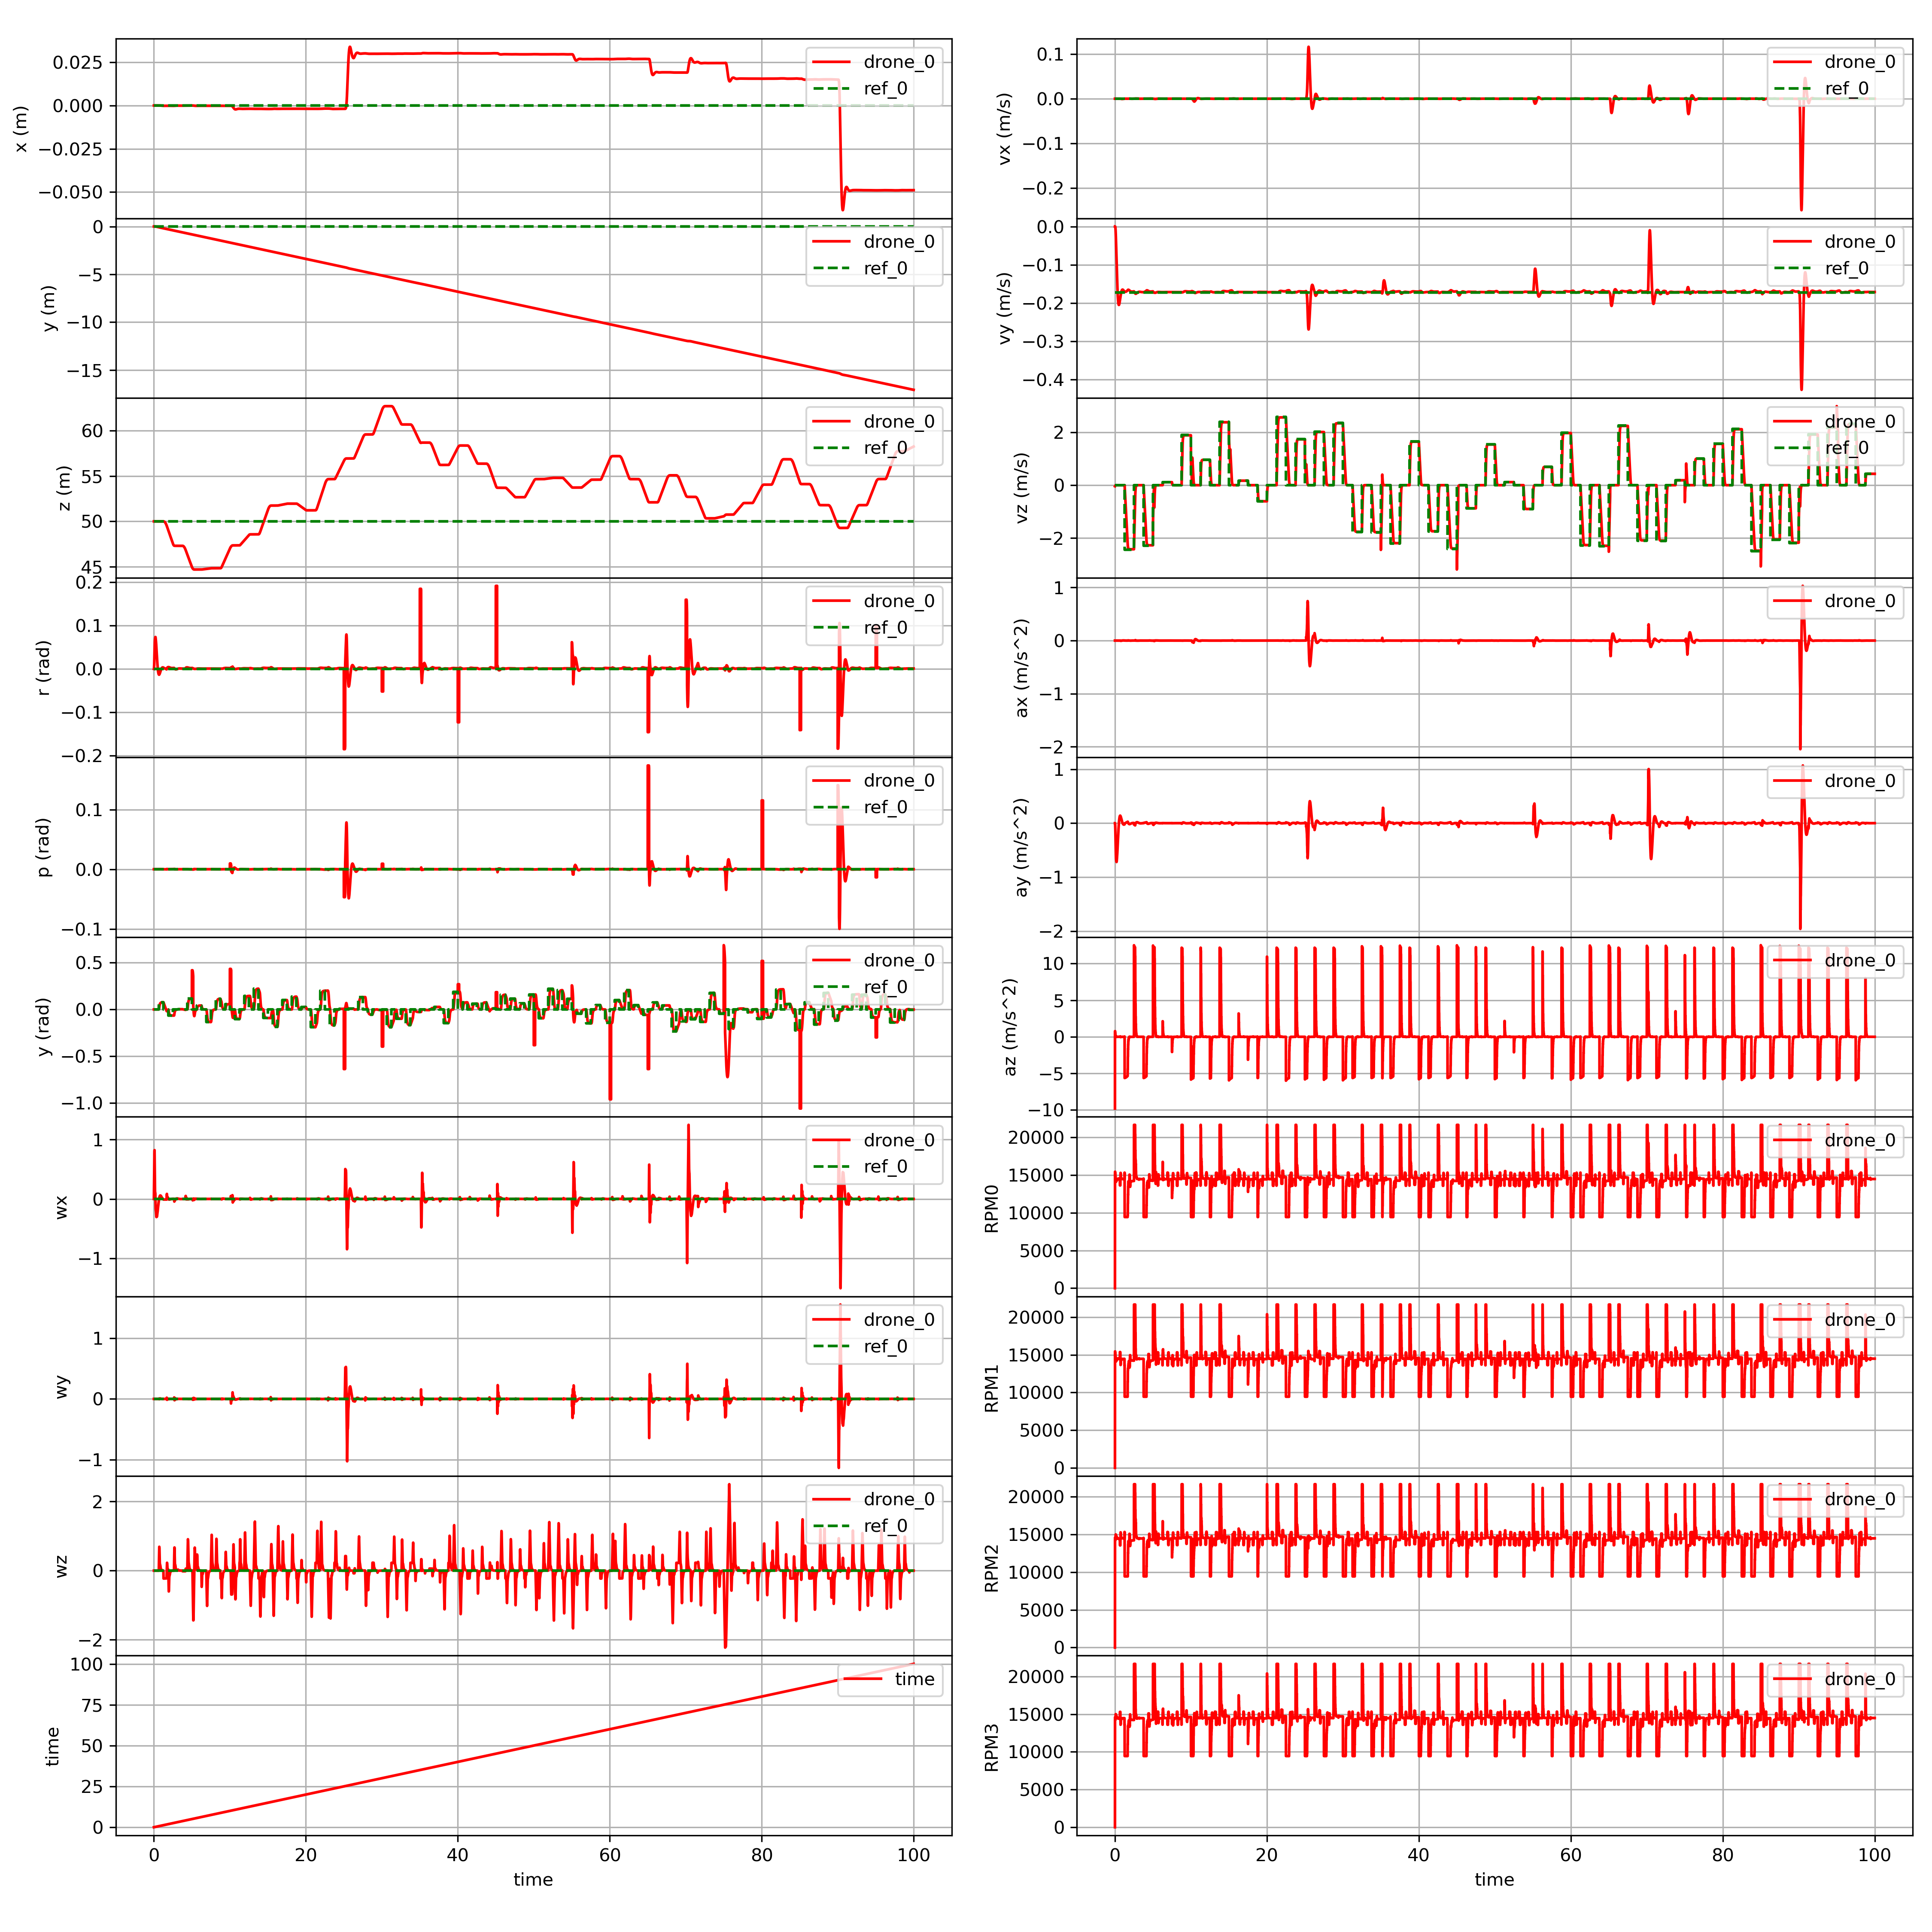 x (m)
0.025
0.000
−0.025
−0.050
drone_0
ref_0
y (m)
0
−5
−10
−15
drone_0
ref_0
z (m)
60
55
50
45
drone_0
ref_0
r (rad)
0.2
0.1
0.0
−0.1
−0.2
drone_0
ref_0
p (rad)
0.1
0.0
−0.1
drone_0
ref_0
y (rad)
0.5
0.0
−0.5
−1.0
drone_0
ref_0
wx
1
0
−1
drone_0
ref_0
wy
1
0
−1
drone_0
ref_0
wz
2
0
−2
drone_0
ref_0
time
100
75
50
25
0
time
0 20 40 60 80 100
time
vx (m/s)
0.1
0.0
−0.1
−0.2
drone_0
ref_0
vy (m/s)
0.0
−0.1
−0.2
−0.3
−0.4
drone_0
ref_0
vz (m/s)
2
0
−2
drone_0
ref_0
ax (m/s^2)
1
0
−1
−2
drone_0
ay (m/s^2)
1
0
−1
−2
drone_0
az (m/s^2)
10
5
0
−5
−10
drone_0
RPM0
20000
15000
10000
5000
0
drone_0
RPM1
20000
15000
10000
5000
0
drone_0
RPM2
20000
15000
10000
5000
0
drone_0
RPM3
20000
15000
10000
5000
0
drone_0
0 20 40 60 80 100
time